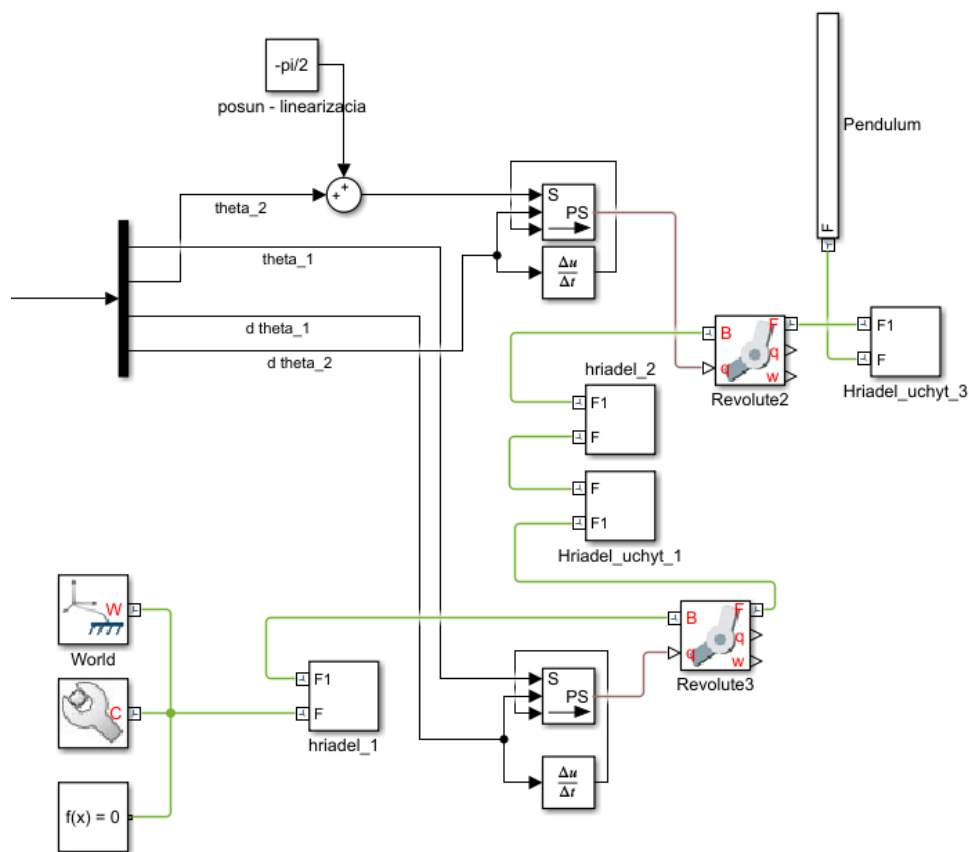 -pi/2
posun - linearizacia
Pendulum
F
theta_2
+
+
S
PS
Δu
Δt
theta_1
d theta_1
d theta_2
B
F
q
q
w
Revolute2
F1
F
Hriadel_uchyt_3
hriadel_2
F1
F
F
F1
Hriadel_uchyt_1
W
World
C
f(x) = 0
F1
F
hriadel_1
B
F
q
q
w
Revolute3
S
PS
Δu
Δt